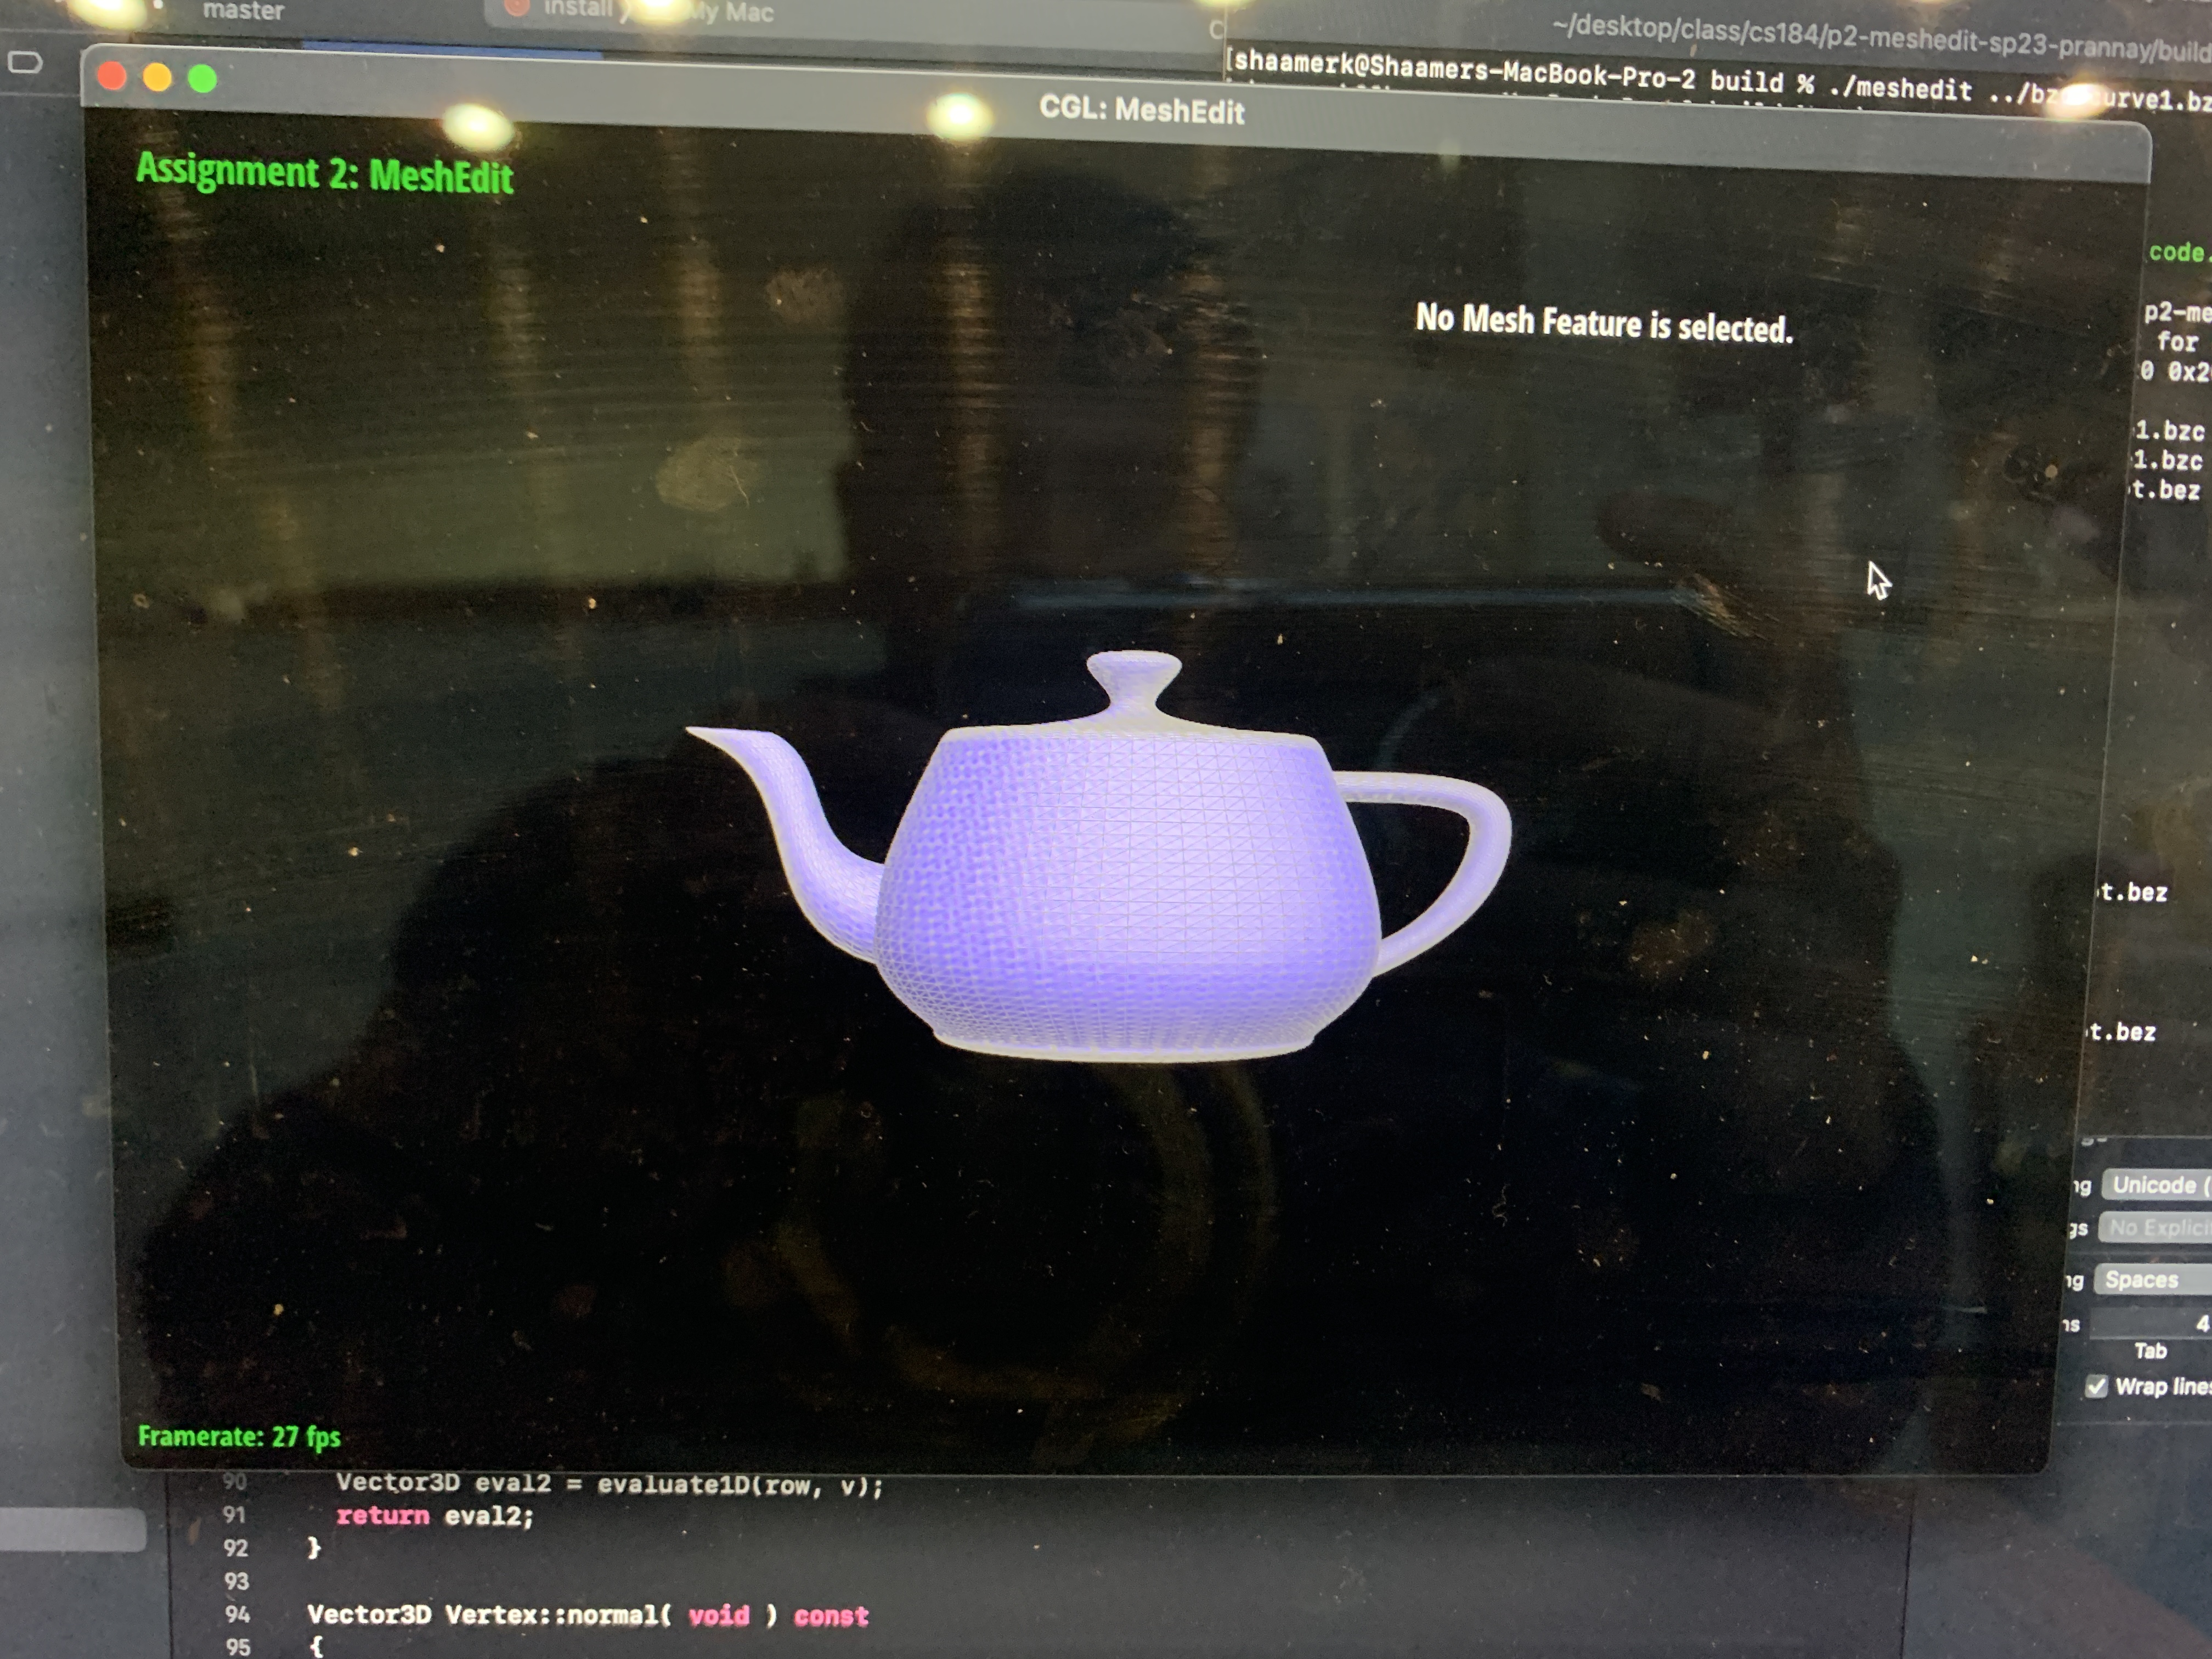 master
install
My Mac
~/desktop/class/cs184/p2-meshedit-sp23-prannay/build
[shaamerk@Shaamers-MacBook-Pro-2 build % ./meshedit ../bz urve1.bz
CGL: MeshEdit
Assignment 2: MeshEdit
code.
No Mesh Feature is selected.
p2-me
for
0 0x2
1.bzc
1.bzc
t.bez
t.bez
t.bez
ng Unicode (
gs No Explici
ng Spaces
ns 4
Tab
Wrap lines
Framerate: 27 fps
90 Vector3D eval2 = evaluate1D(row, v);
91 return eval2;
92 }
93
94 Vector3D Vertex::normal( void ) const
95 {